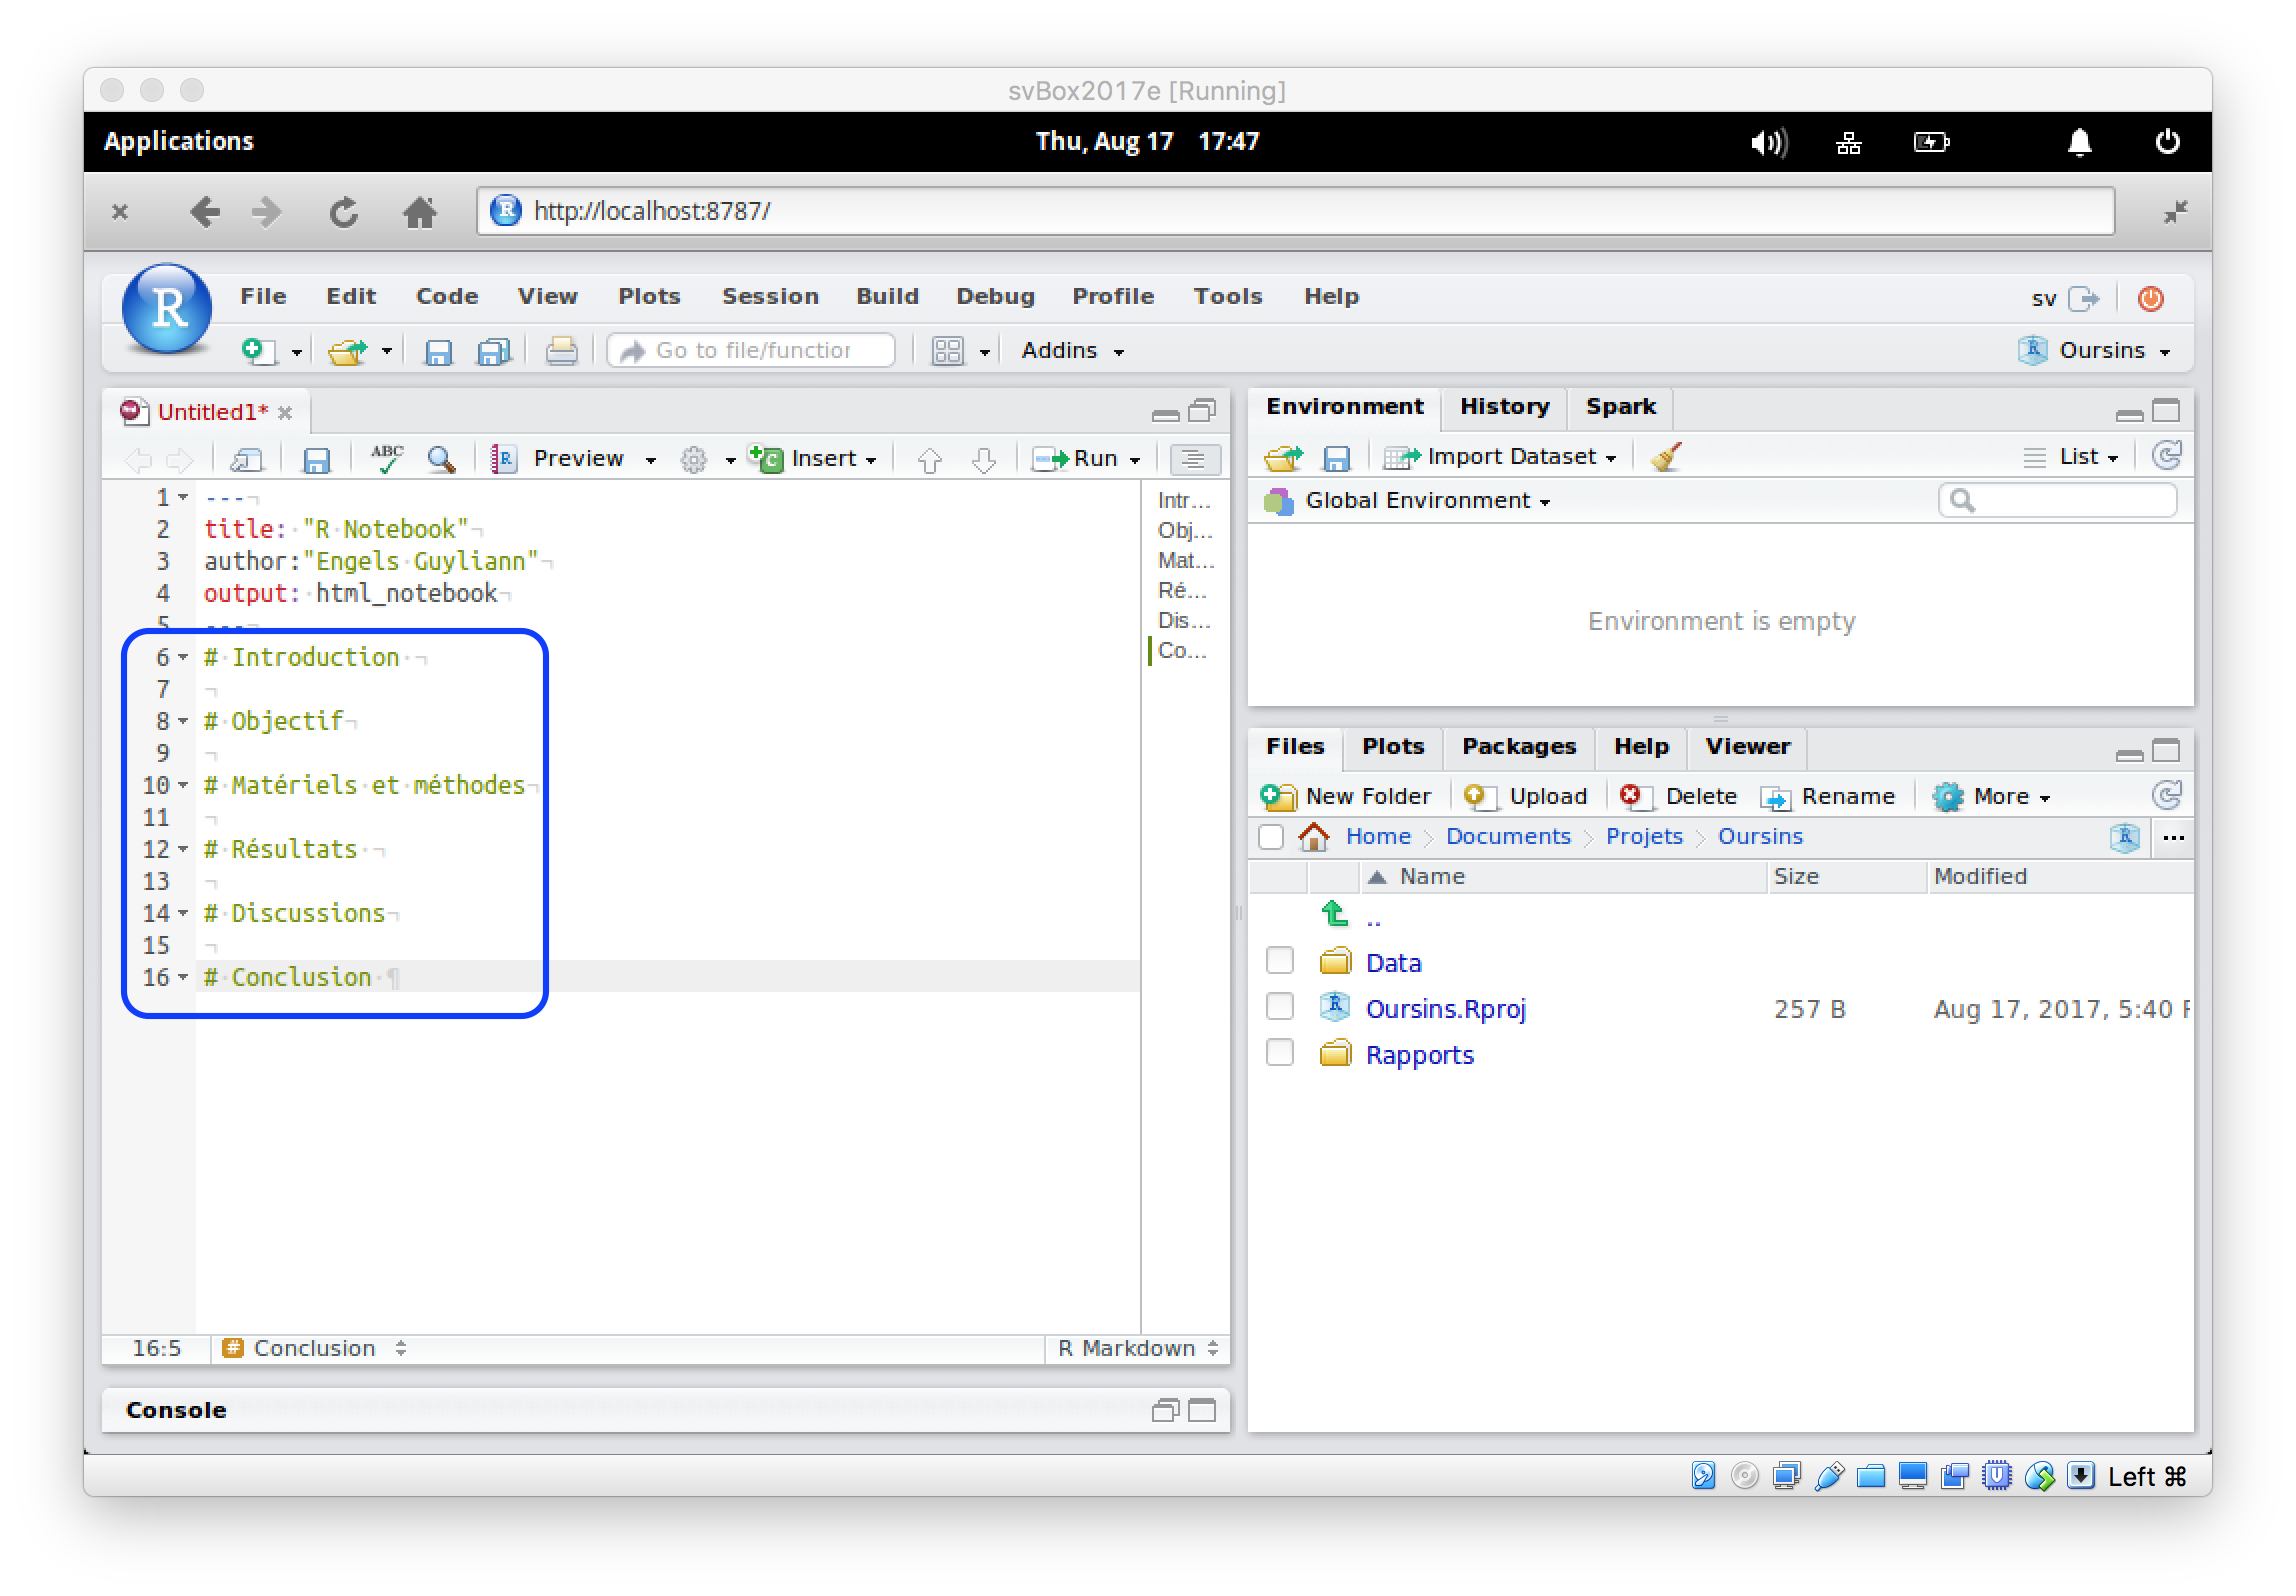 svBox2017e [Running]
Applications
Thu, Aug 17 17:47
http://localhost:8787/
R
File Edit Code View Plots Session Build Debug Profile Tools Help
sv
Go to file/function
Addins
Oursins
Untitled1*
ABC Preview Insert Run
1 ---
2 title: "R Notebook"
3 author:"Engels Guyliann"
4 output: html_notebook
5 ---
6 # Introduction
7
8 # Objectif
9
10 # Matériels et méthodes
11
12 # Résultats
13
14 # Discussions
15
16 # Conclusion
Intr...
Obj...
Mat...
Ré...
Dis...
Co...
16:5 # Conclusion R Markdown
Console
Environment History Spark
Import Dataset List
Global Environment
Environment is empty
Files Plots Packages Help Viewer
New Folder Upload Delete Rename More
Home Documents Projets Oursins ...
Name Size Modified
..
Data
Oursins.Rproj 257 B Aug 17, 2017, 5:40
Rapports
Left ⌘